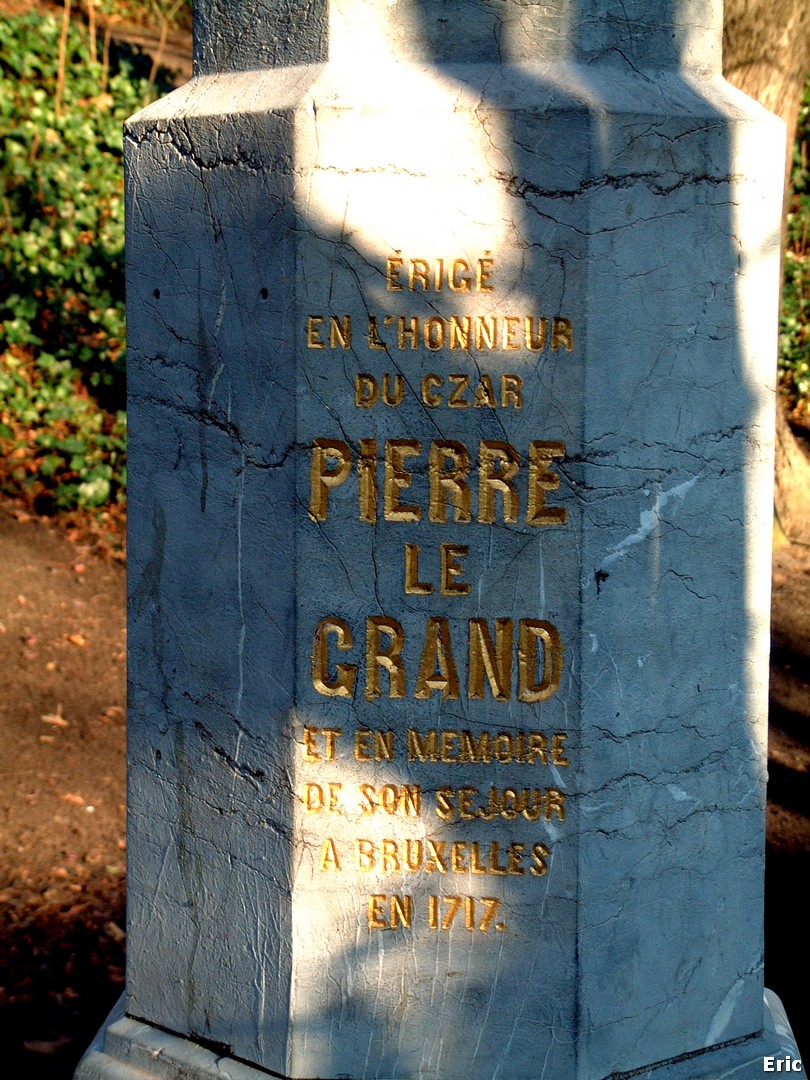 ÉRIGÉ
EN L'HONNEUR
DU CZAR
PIERRE
LE
GRAND
ET EN MEMOIRE
DE SON SEJOUR
A BRUXELLES
EN 1717.
Eric